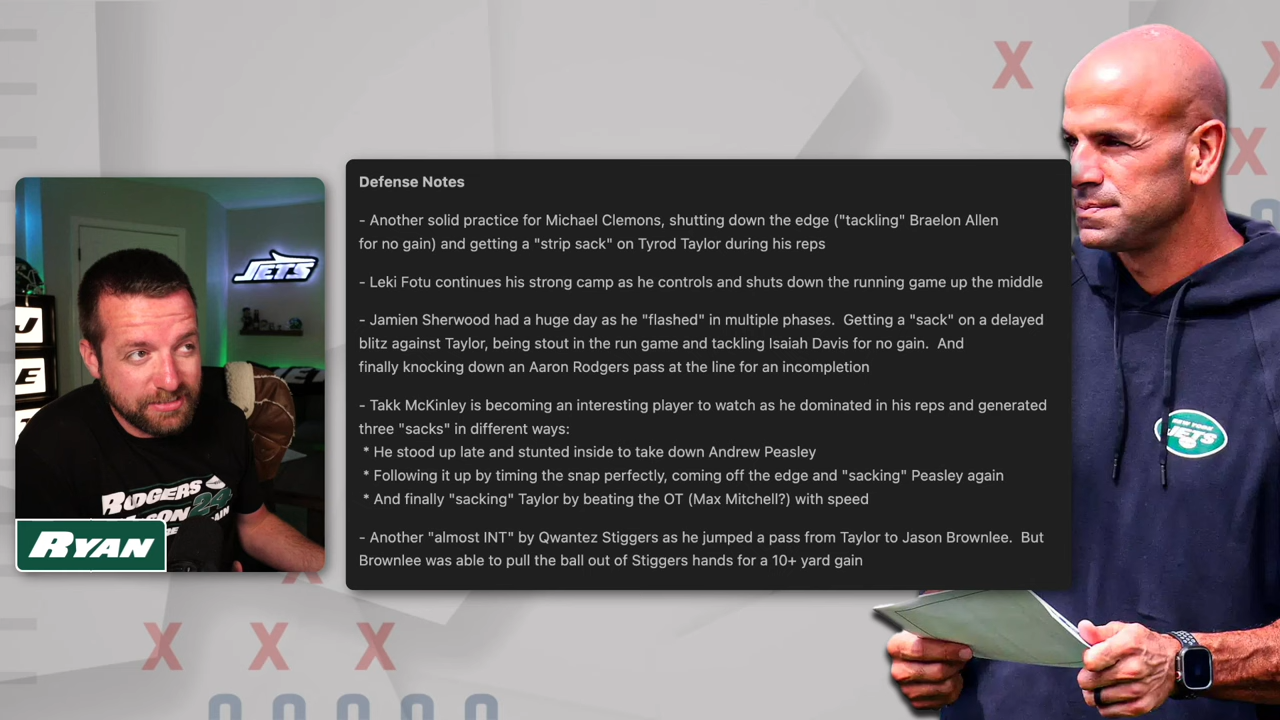 Defense Notes
- Another solid practice for Michael Clemons, shutting down the edge ("tackling" Braelon Allen
for no gain) and getting a "strip sack" on Tyrod Taylor during his reps
- Leki Fotu continues his strong camp as he controls and shuts down the running game up the middle
- Jamien Sherwood had a huge day as he "flashed" in multiple phases.  Getting a "sack" on a delayed
blitz against Taylor, being stout in the run game and tackling Isaiah Davis for no gain.  And
finally knocking down an Aaron Rodgers pass at the line for an incompletion
- Takk McKinley is becoming an interesting player to watch as he dominated in his reps and generated
three "sacks" in different ways:
* He stood up late and stunted inside to take down Andrew Peasley
* Following it up by timing the snap perfectly, coming off the edge and "sacking" Peasley again
* And finally "sacking" Taylor by beating the OT (Max Mitchell?) with speed
- Another "almost INT" by Qwantez Stiggers as he jumped a pass from Taylor to Jason Brownlee.  But
Brownlee was able to pull the ball out of Stiggers hands for a 10+ yard gain
JETS
J
E
RODGERS
24
RYAN
NEW YORK
JETS
X
X
X
X X X
O O O O O